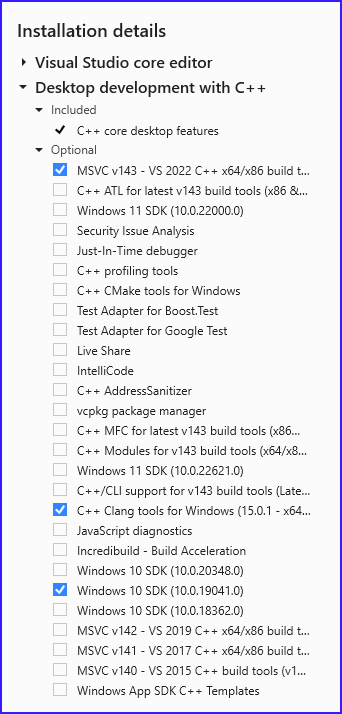 Installation details
Visual Studio core editor
Desktop development with C++
Included
C++ core desktop features
Optional
MSVC v143 - VS 2022 C++ x64/x86 build t...
C++ ATL for latest v143 build tools (x86 &...
Windows 11 SDK (10.0.22000.0)
Security Issue Analysis
Just-In-Time debugger
C++ profiling tools
C++ CMake tools for Windows
Test Adapter for Boost.Test
Test Adapter for Google Test
Live Share
IntelliCode
C++ AddressSanitizer
vcpkg package manager
C++ MFC for latest v143 build tools (x86...
C++ Modules for v143 build tools (x64/x8...
Windows 11 SDK (10.0.22621.0)
C++/CLI support for v143 build tools (Late...
C++ Clang tools for Windows (15.0.1 - x64...
JavaScript diagnostics
Incredibuild - Build Acceleration
Windows 10 SDK (10.0.20348.0)
Windows 10 SDK (10.0.19041.0)
Windows 10 SDK (10.0.18362.0)
MSVC v142 - VS 2019 C++ x64/x86 build t...
MSVC v141 - VS 2017 C++ x64/x86 build t...
MSVC v140 - VS 2015 C++ build tools (v1...
Windows App SDK C++ Templates